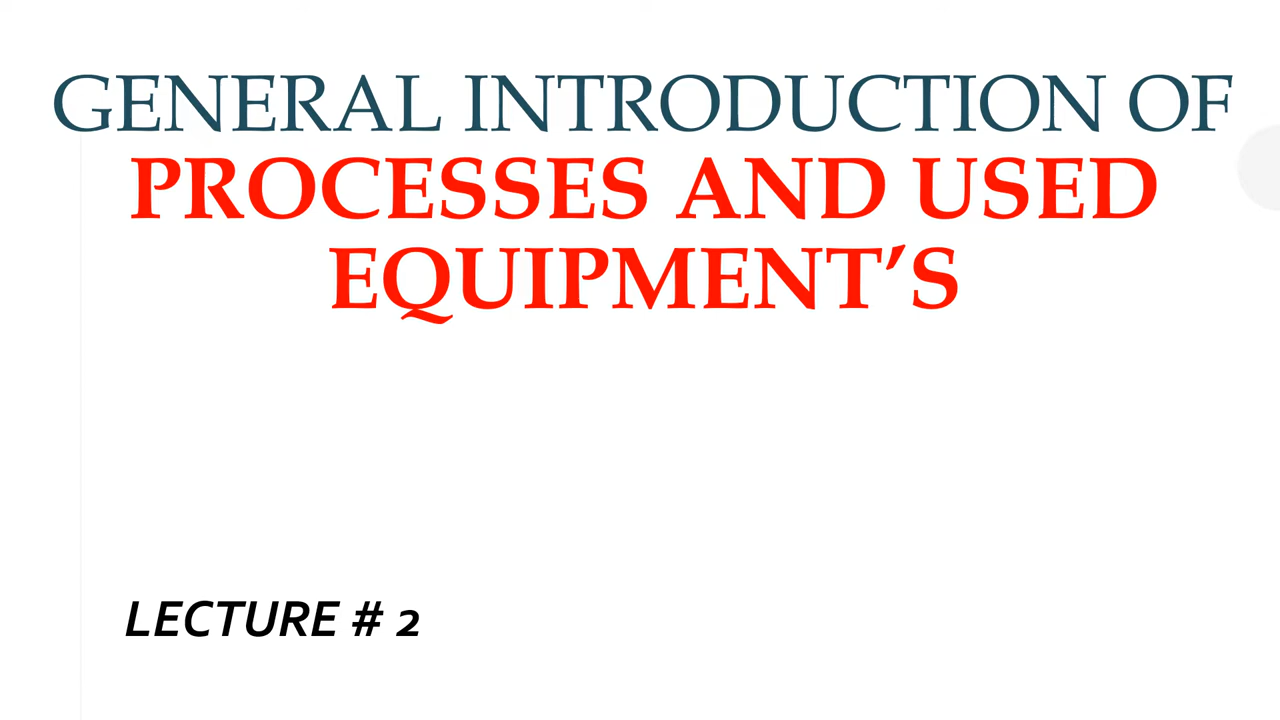 GENERAL INTRODUCTION OF
PROCESSES AND USED
EQUIPMENT’S
LECTURE # 2